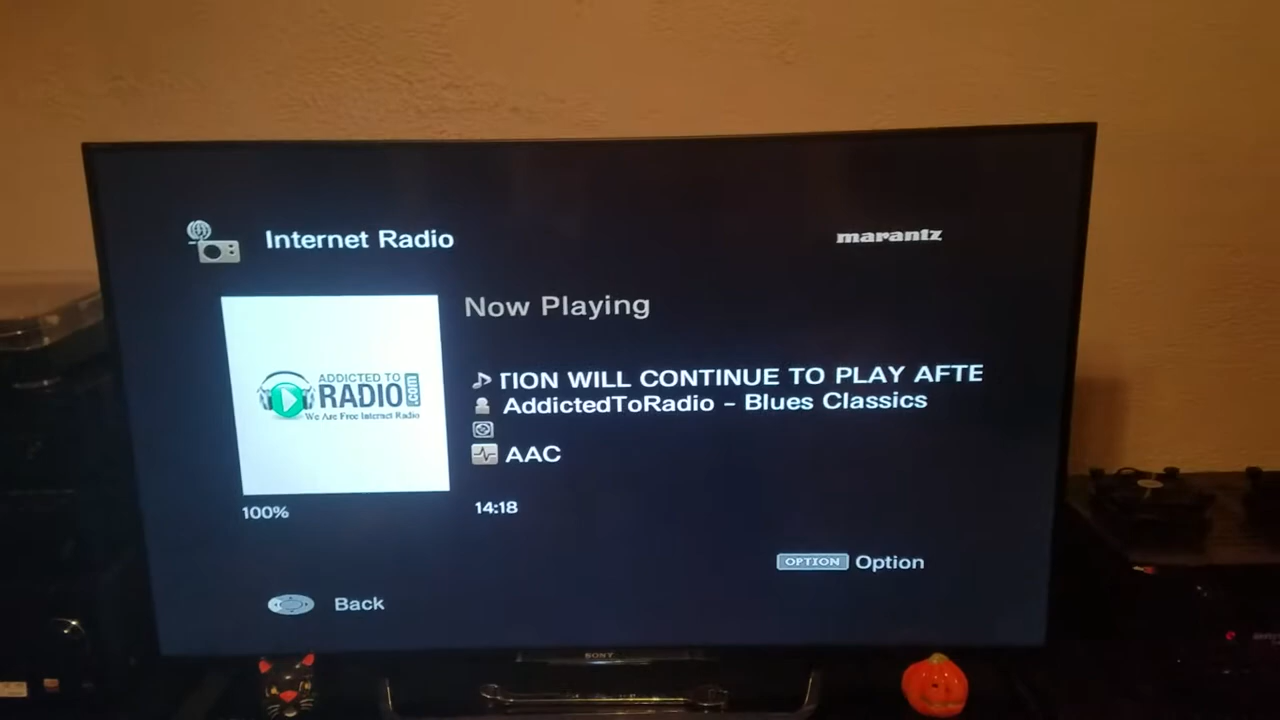 Internet Radio
marantz
Now Playing
ADDICTED TO
RADIO.com
We Are Free Internet Radio
TION WILL CONTINUE TO PLAY AFTE
AddictedToRadio - Blues Classics
AAC
100%
14:18
OPTION Option
Back
SONY